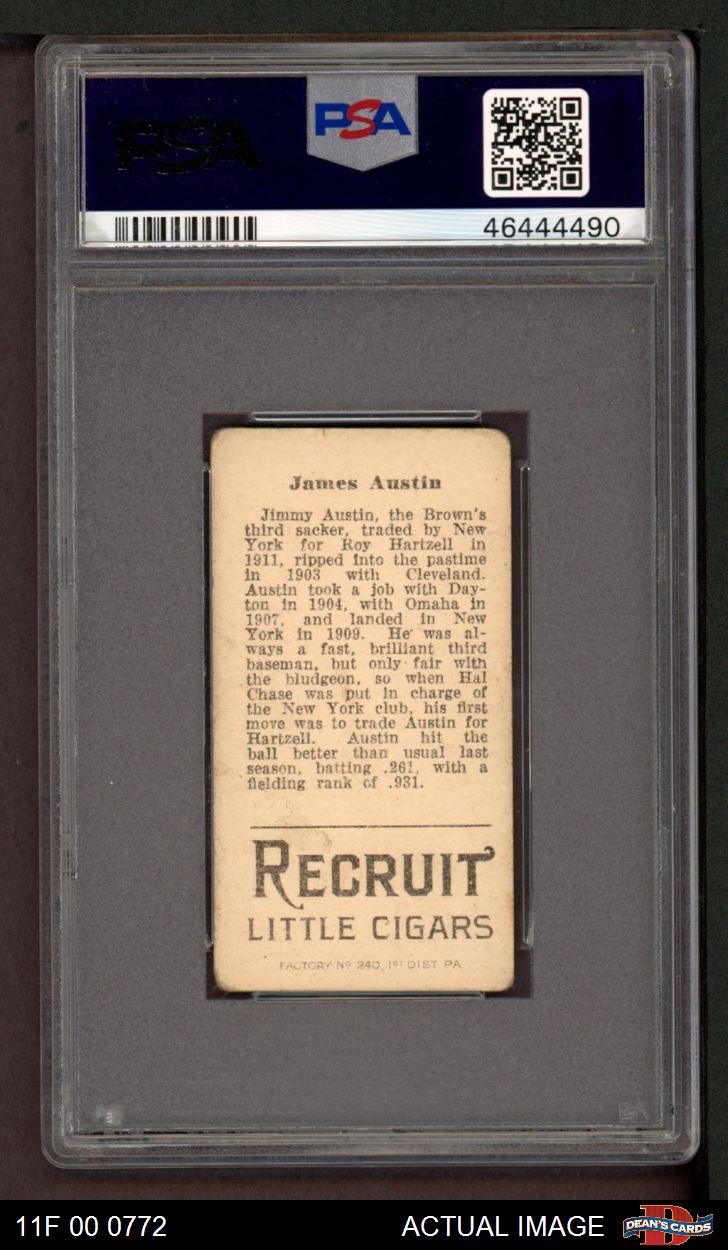 PSA
PSA
46444490
James Austin
Jimmy Austin, the Brown's
third sacker, traded by New
York for Roy Hartzell in
1911, ripped into the pastime
in 1903 with Cleveland.
Austin took a job with Day-
ton in 1904, with Omaha in
1907, and landed in New
York in 1909. He was al-
ways a fast, brilliant third
baseman, but only fair with
the bludgeon, so when Hal
Chase was put in charge of
the New York club, his first
move was to trade Austin for
Hartzell. Austin hit the
ball better than usual last
season, batting .261, with a
fielding rank of .931.
RECRUIT
LITTLE CIGARS
FACTORY Nº 240, 1ST DIST. PA
11F 00 0772
ACTUAL IMAGE
DEAN'S CARDS